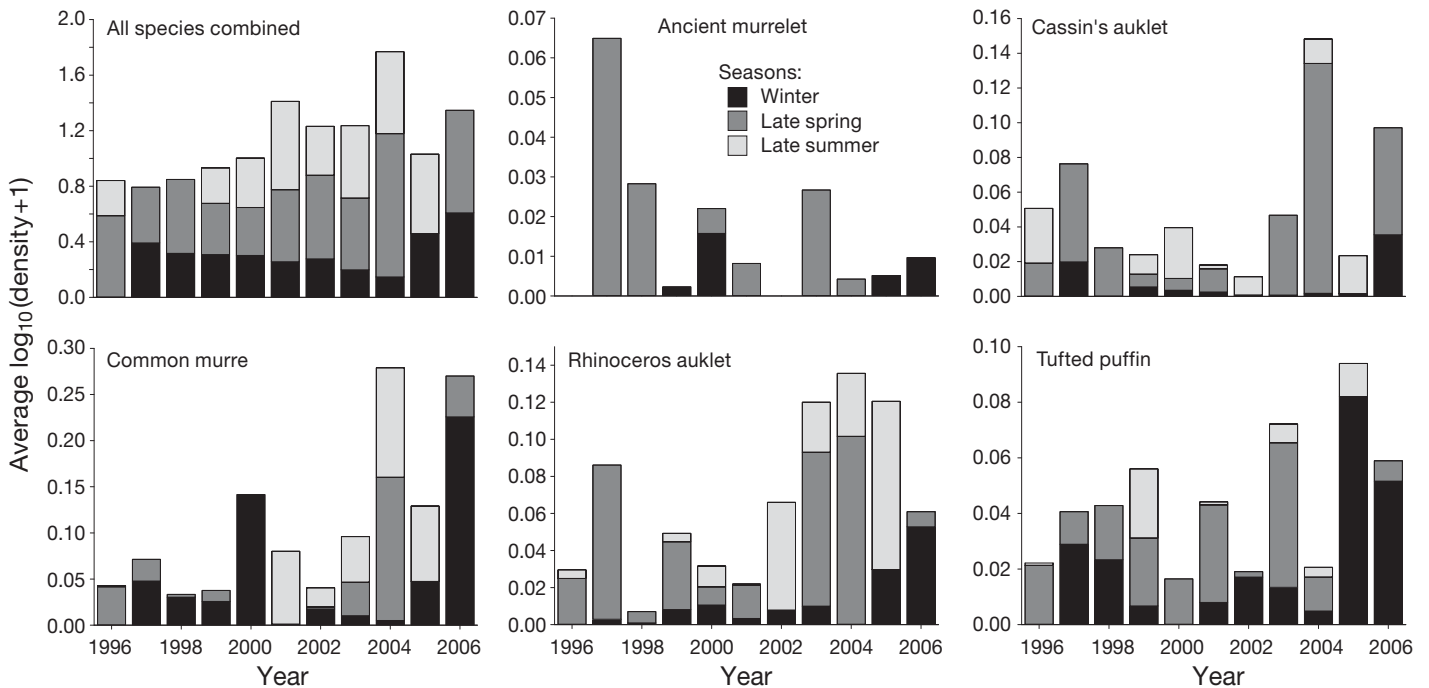 All species combined
2.0
1.6
1.2
0.8
0.4
0.0
Ancient murrelet
Seasons:
Winter
Late spring
Late summer
0.07
0.06
0.05
0.04
0.03
0.02
0.01
0.00
Cassin's auklet
0.16
0.14
0.12
0.10
0.08
0.06
0.04
0.02
0.00
Average log10(density+1)
Common murre
0.30
0.25
0.20
0.15
0.10
0.05
0.00
1996 1998 2000 2002 2004 2006
Year
Rhinoceros auklet
0.14
0.12
0.10
0.08
0.06
0.04
0.02
0.00
1996 1998 2000 2002 2004 2006
Year
Tufted puffin
0.10
0.08
0.06
0.04
0.02
0.00
1996 1998 2000 2002 2004 2006
Year